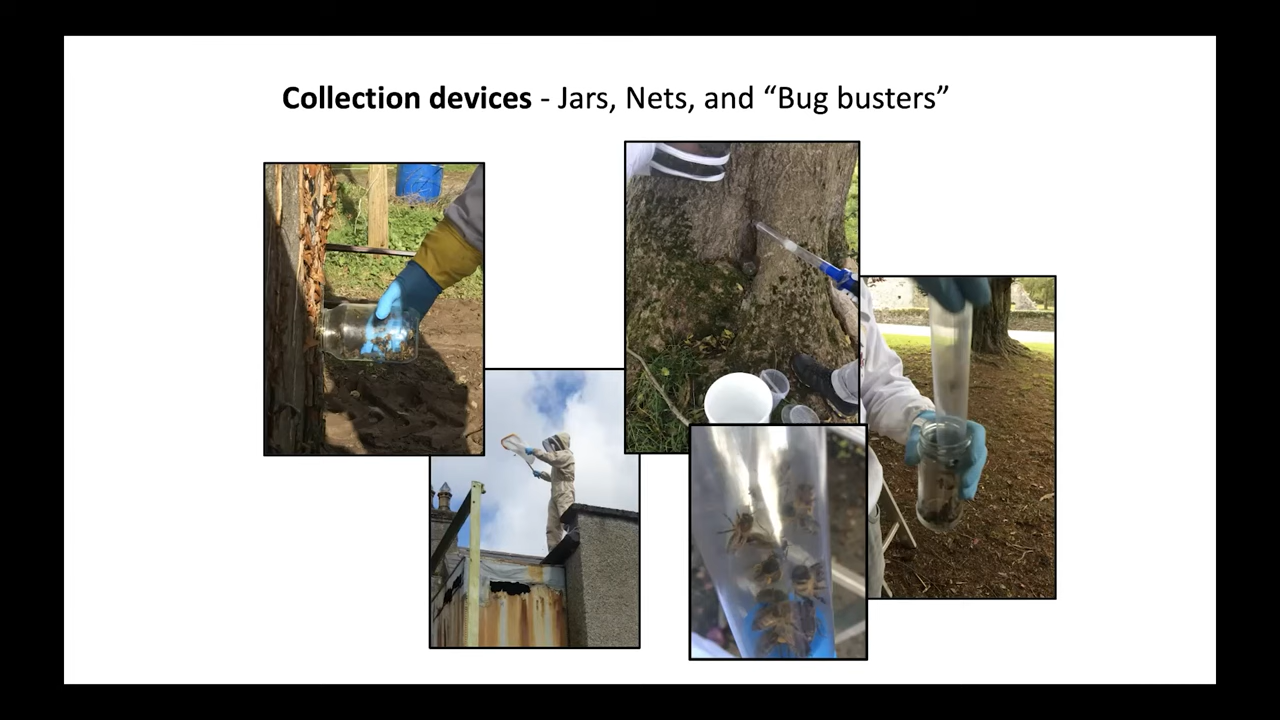 Collection devices - Jars, Nets, and “Bug busters”